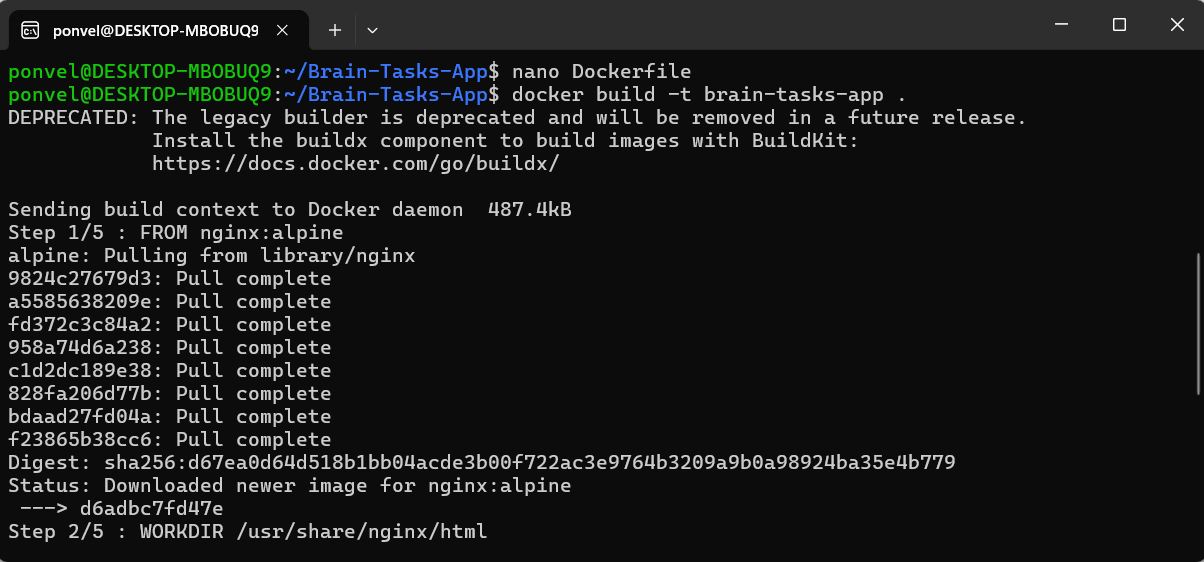 ponvel@DESKTOP-MBOBUQ9
ponvel@DESKTOP-MBOBUQ9:~/Brain-Tasks-App$ nano Dockerfile
ponvel@DESKTOP-MBOBUQ9:~/Brain-Tasks-App$ docker build -t brain-tasks-app .
DEPRECATED: The legacy builder is deprecated and will be removed in a future release.
            Install the buildx component to build images with BuildKit:
            https://docs.docker.com/go/buildx/

Sending build context to Docker daemon  487.4kB
Step 1/5 : FROM nginx:alpine
alpine: Pulling from library/nginx
9824c27679d3: Pull complete
a5585638209e: Pull complete
fd372c3c84a2: Pull complete
958a74d6a238: Pull complete
c1d2dc189e38: Pull complete
828fa206d77b: Pull complete
bdaad27fd04a: Pull complete
f23865b38cc6: Pull complete
Digest: sha256:d67ea0d64d518b1bb04acde3b00f722ac3e9764b3209a9b0a98924ba35e4b779
Status: Downloaded newer image for nginx:alpine
 ---> d6adbc7fd47e
Step 2/5 : WORKDIR /usr/share/nginx/html